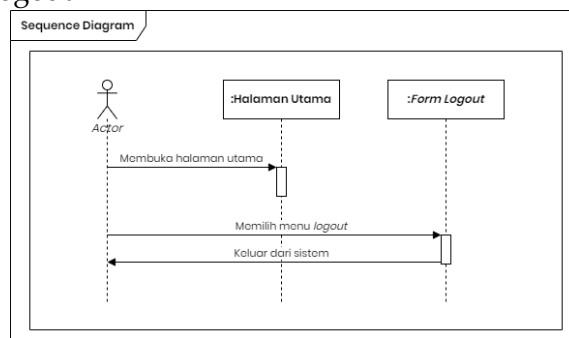 Sequence Diagram
:Halaman Utama
:Form Logout
Actor
Membuka halaman utama
Memilih menu logout
Keluar dari sistem